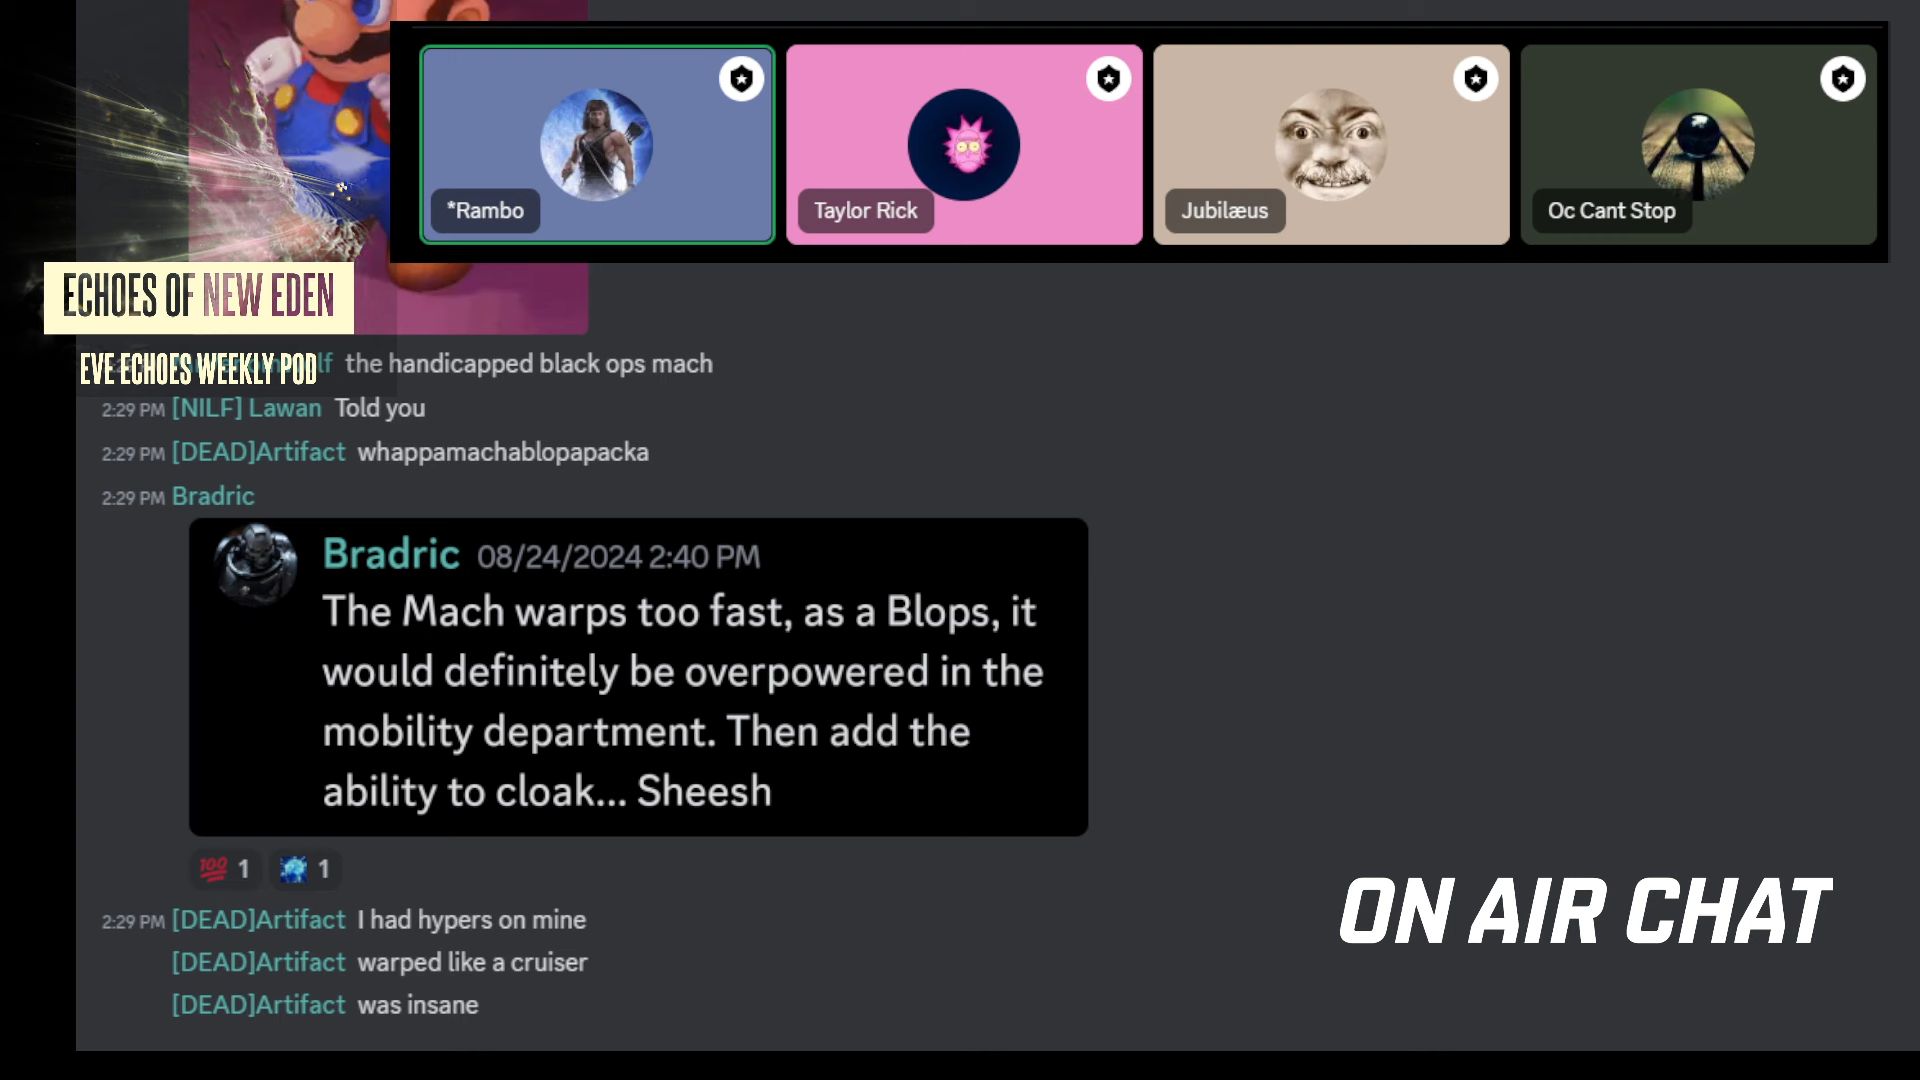 *Rambo
Taylor Rick
Jubilæus
Oc Cant Stop
ECHOES OF NEW EDEN
EVE ECHOES WEEKLY POD
the handicapped black ops mach
2:29 PM [NILF] Lawan Told you
2:29 PM [DEAD]Artifact whappamachablopapacka
2:29 PM Bradric
Bradric 08/24/2024 2:40 PM
The Mach warps too fast, as a Blops, it
would definitely be overpowered in the
mobility department. Then add the
ability to cloak... Sheesh
100 1 1
2:29 PM [DEAD]Artifact I had hypers on mine
[DEAD]Artifact warped like a cruiser
[DEAD]Artifact was insane
ON AIR CHAT